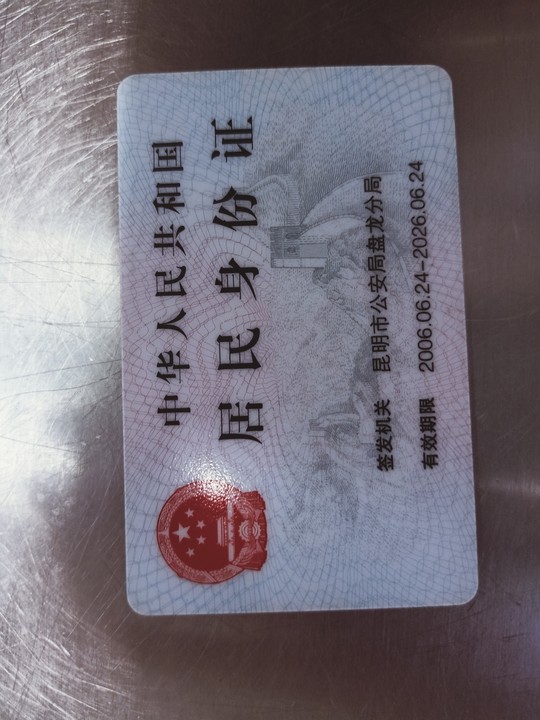 中华人民共和国
居民身份证
签发机关 昆明市公安局盘龙分局
有效期限 2006.06.24-2026.06.24